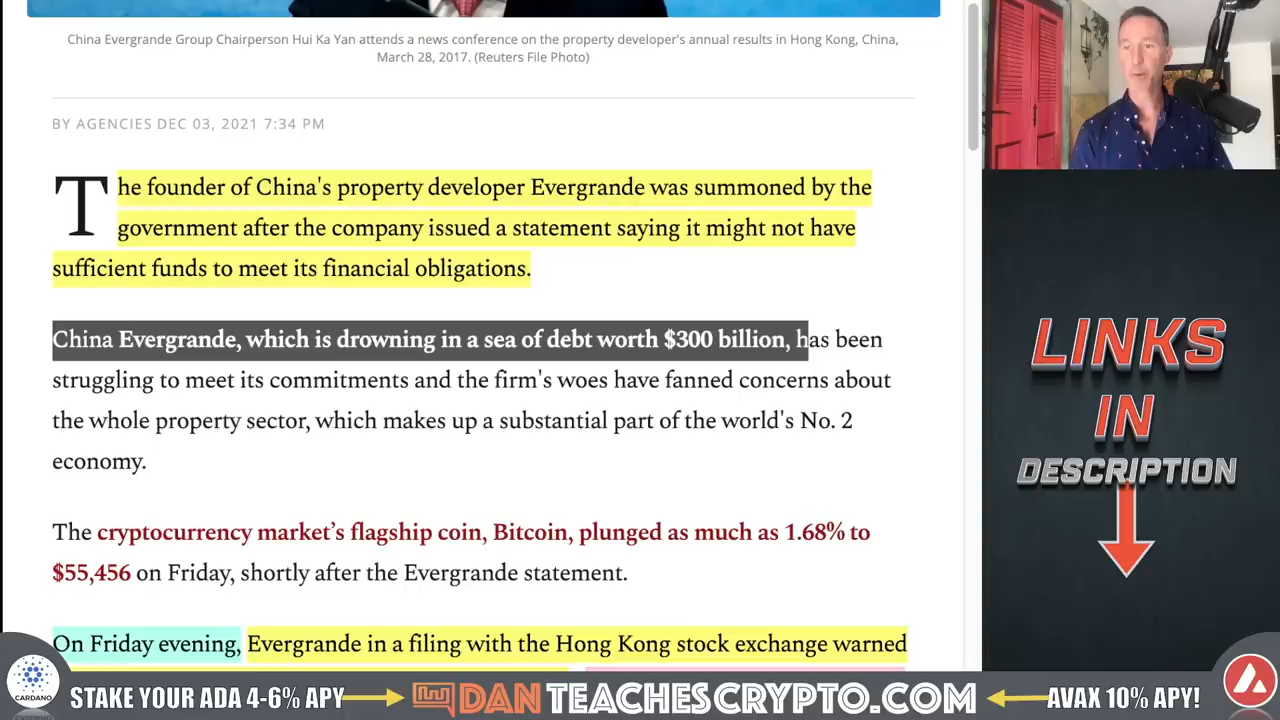 China Evergrande Group Chairperson Hui Ka Yan attends a news conference on the property developer's annual results in Hong Kong, China,
March 28, 2017. (Reuters File Photo)
BY AGENCIES DEC 03, 2021 7:34 PM
The founder of China's property developer Evergrande was summoned by the
government after the company issued a statement saying it might not have
sufficient funds to meet its financial obligations.
China Evergrande, which is drowning in a sea of debt worth $300 billion, has been
struggling to meet its commitments and the firm's woes have fanned concerns about
the whole property sector, which makes up a substantial part of the world's No. 2
economy.
The cryptocurrency market’s flagship coin, Bitcoin, plunged as much as 1.68% to
$55,456 on Friday, shortly after the Evergrande statement.
On Friday evening, Evergrande in a filing with the Hong Kong stock exchange warned
LINKS
IN
DESCRIPTION
CARDANO
STAKE YOUR ADA 4-6% APY
DANTEACHESCRYPTO.COM
AVAX 10% APY!